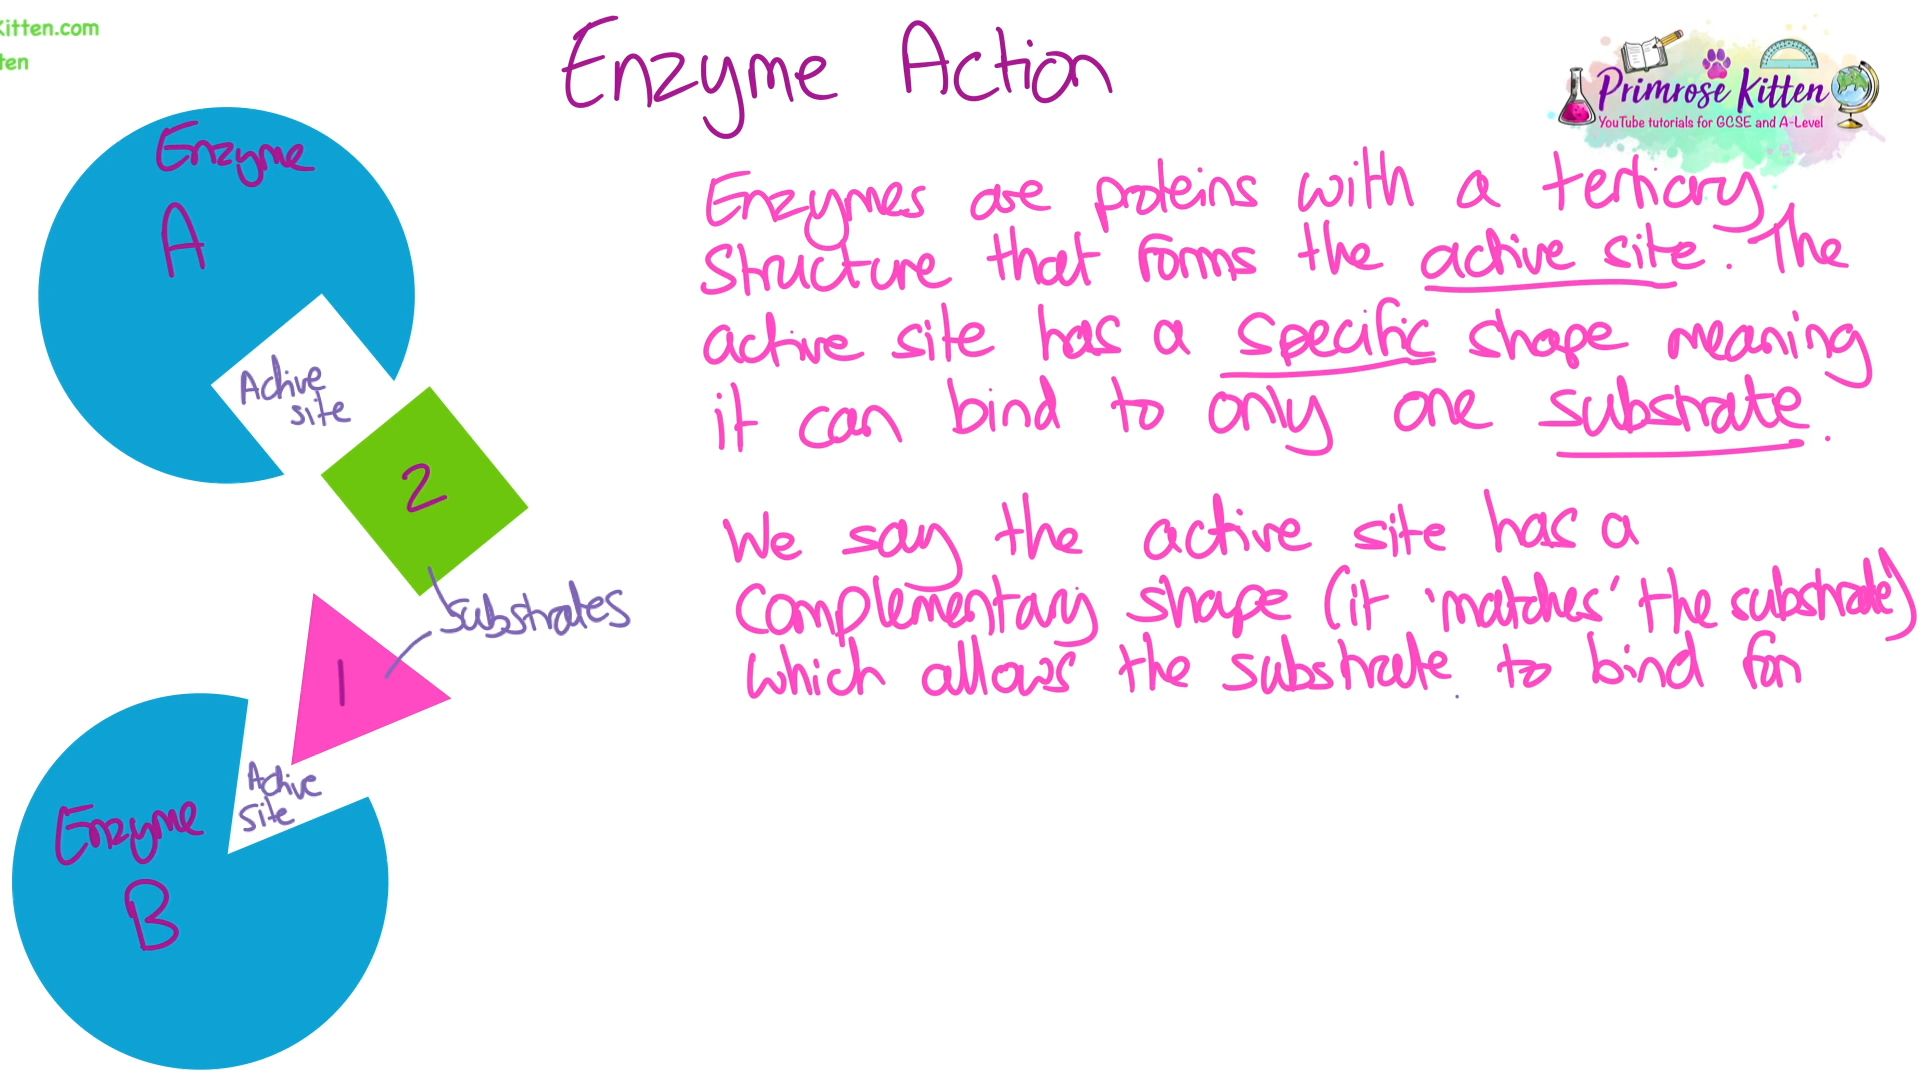 Kitten.com
ten
Enzyme Action
Primrose Kitten
YouTube tutorials for GCSE and A-Level
Enzyme
A
Active
site
2
substrates
1
Active
site
Enzyme
B
Enzymes are proteins with a tertiary
structure that forms the active site. The
active site has a specific shape meaning
it can bind to only one substrate.
We say the active site has a
complementary shape (it 'matches' the substrate)
which allows the substrate to bind for